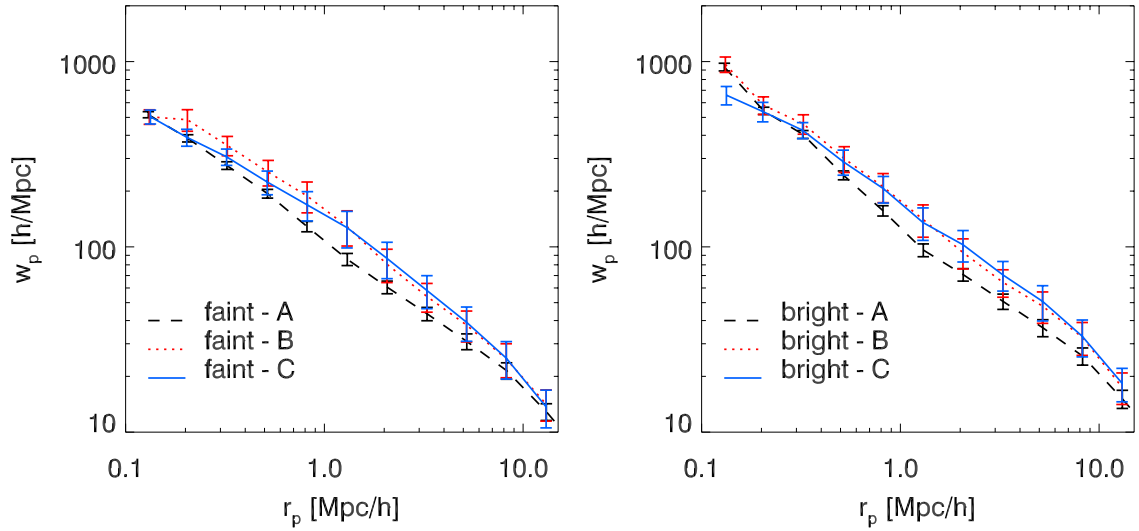 1000
100
10
w_p [h/Mpc]
faint - A
faint - B
faint - C
0.1 1.0 10.0
r_p [Mpc/h]
1000
100
10
w_p [h/Mpc]
bright - A
bright - B
bright - C
0.1 1.0 10.0
r_p [Mpc/h]